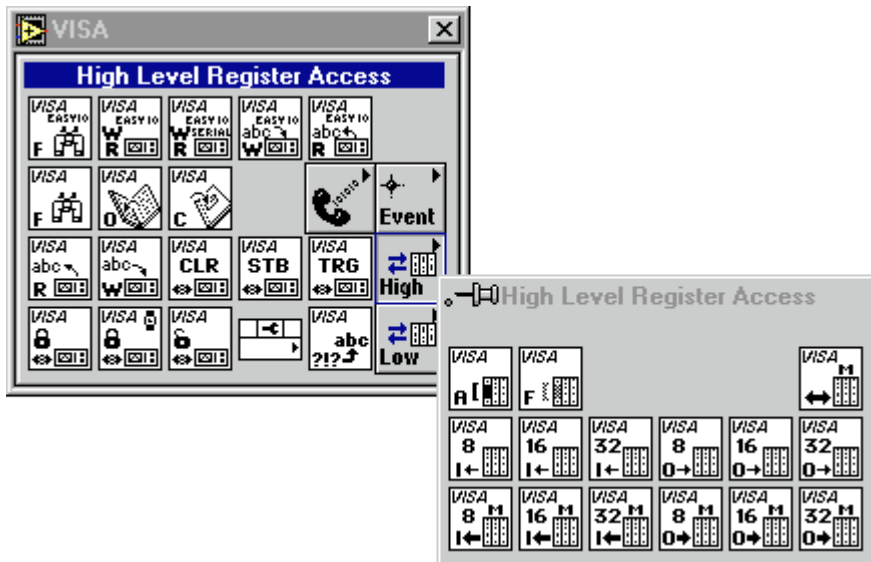 VISA
High Level Register Access
VISA EASY IO F
VISA EASY IO W R
VISA EASY IO W SERIAL R
VISA EASY IO abc W
VISA EASY IO abc R
VISA F
VISA O
VISA C
Event
VISA abc R
VISA abc W
VISA CLR
VISA STB
VISA TRG
High
VISA
VISA
VISA
VISA abc ?!?
Low
High Level Register Access
VISA A
VISA F
VISA M
VISA 8 I
VISA 16 I
VISA 32 I
VISA 8 O
VISA 16 O
VISA 32 O
VISA 8 M I
VISA 16 M I
VISA 32 M I
VISA 8 M O
VISA 16 M O
VISA 32 M O